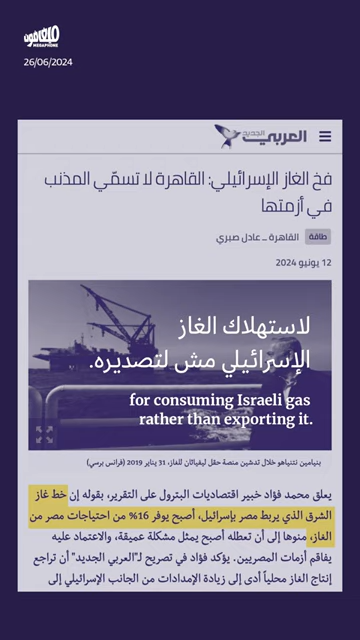 ميغافون
MEGAPHONE
26/06/2024
العربي الجديد
فخ الغاز الإسرائيلي: القاهرة لا تسمّي المذنب
في أزمتها
طاقة
القاهرة ــ عادل صبري
12 يونيو 2024
لاستهلاك الغاز
الإسرائيلي مش لتصديره.
for consuming Israeli gas
rather than exporting it.
بنيامين نتنياهو خلال تدشين منصة حقل ليفياثان للغاز، 31 يناير 2019 (فرانس برس)
يعلق محمد فؤاد خبير اقتصاديات البترول على التقرير، بقوله إن خط غاز
الشرق الذي يربط مصر بإسرائيل، أصبح يوفر 16% من احتياجات مصر من
الغاز، منوها إلى أن تعطله أصبح يمثل مشكلة عميقة، والاعتماد عليه
يفاقم أزمات المصريين. يؤكد فؤاد في تصريح لـ"العربي الجديد" أن تراجع
إنتاج الغاز محلياً أدى إلى زيادة الإمدادات من الجانب الإسرائيلي إلى